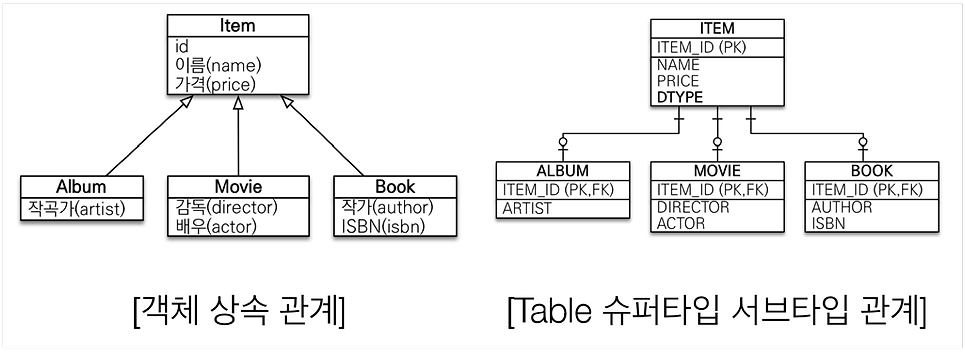 Item
id
이름(name)
가격(price)
Album
작곡가(artist)
Movie
감독(director)
배우(actor)
Book
작가(author)
ISBN(isbn)
[객체 상속 관계]
ITEM
ITEM_ID (PK)
NAME
PRICE
DTYPE
ALBUM
ITEM_ID (PK,FK)
ARTIST
MOVIE
ITEM_ID (PK,FK)
DIRECTOR
ACTOR
BOOK
ITEM_ID (PK,FK)
AUTHOR
ISBN
[Table 슈퍼타입 서브타입 관계]